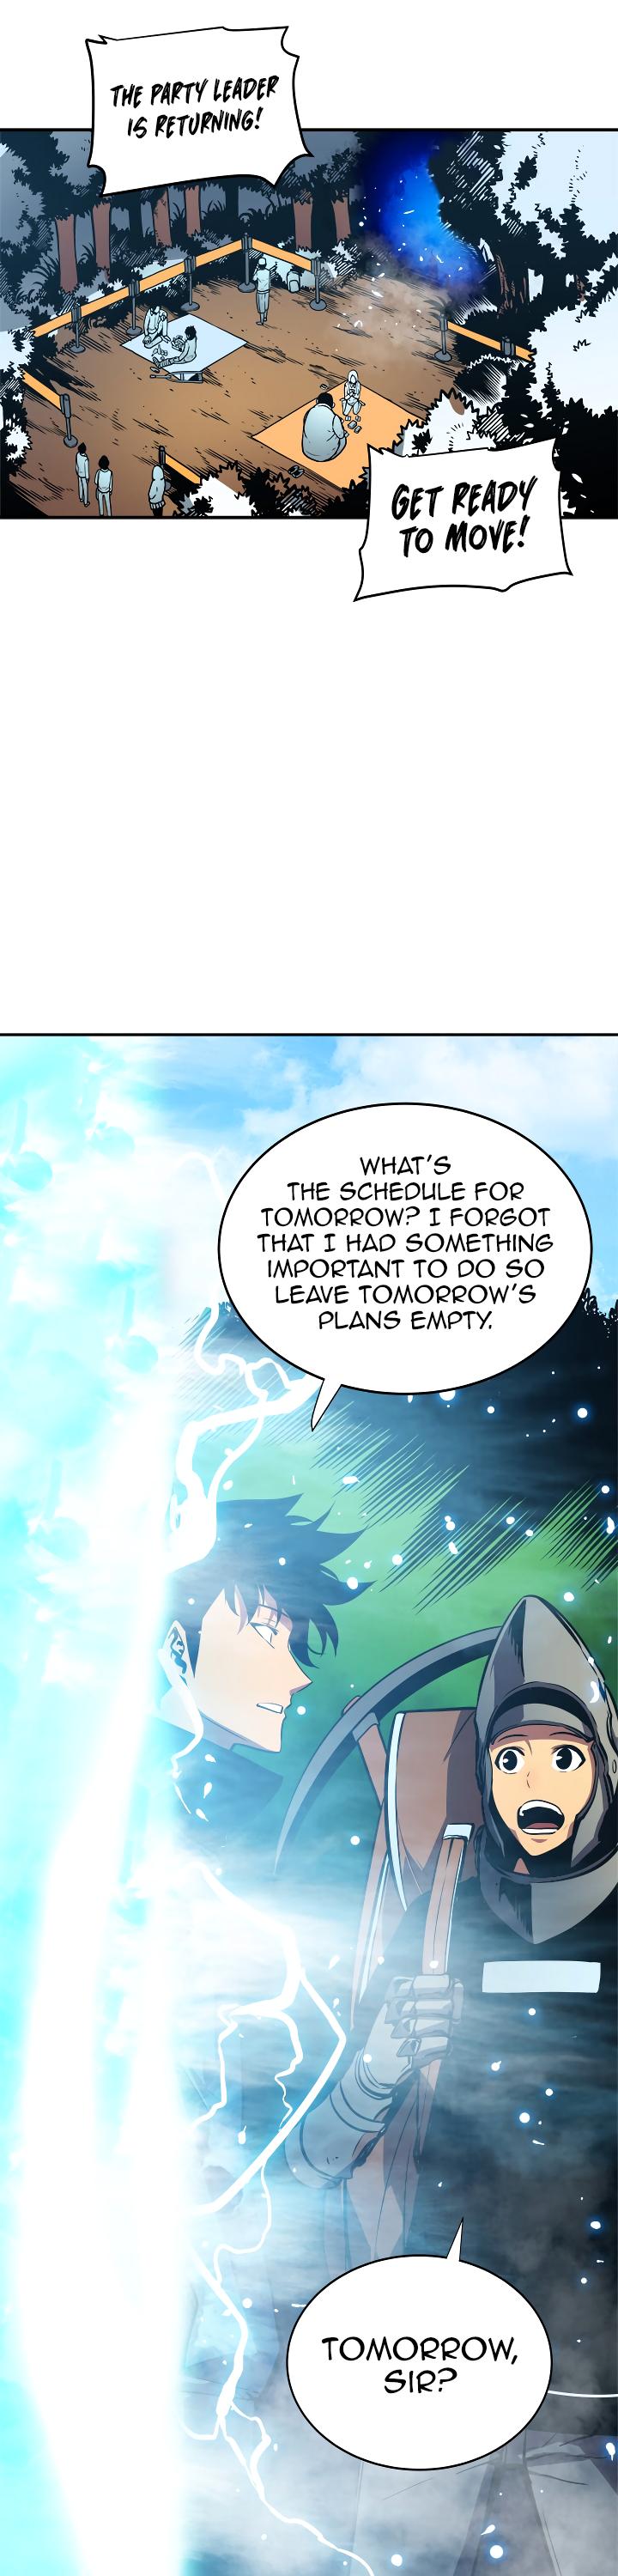 THE PARTY LEADER
IS RETURNING!
GET READY
TO MOVE!
WHAT'S
THE SCHEDULE FOR
TOMORROW? I FORGOT
THAT I HAD SOMETHING
IMPORTANT TO DO SO
LEAVE TOMORROW'S
PLANS EMPTY.
TOMORROW,
SIR?